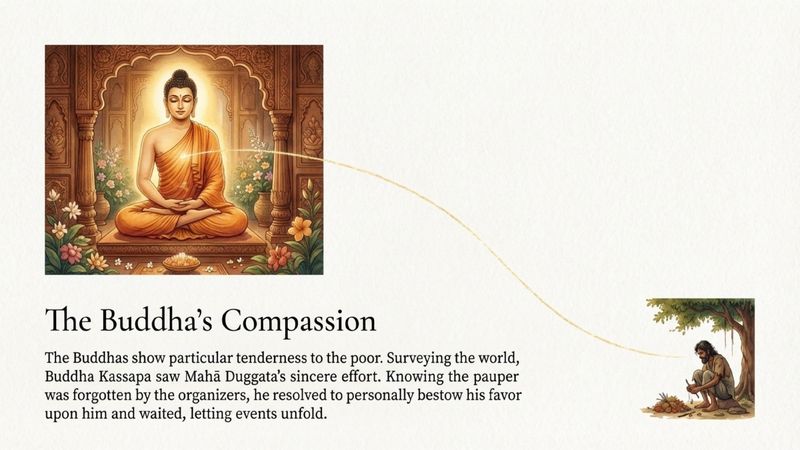 The Buddha’s Compassion
The Buddhas show particular tenderness to the poor. Surveying the world,
Buddha Kassapa saw Mahā Duggata’s sincere effort. Knowing the pauper
was forgotten by the organizers, he resolved to personally bestow his favor
upon him and waited, letting events unfold.